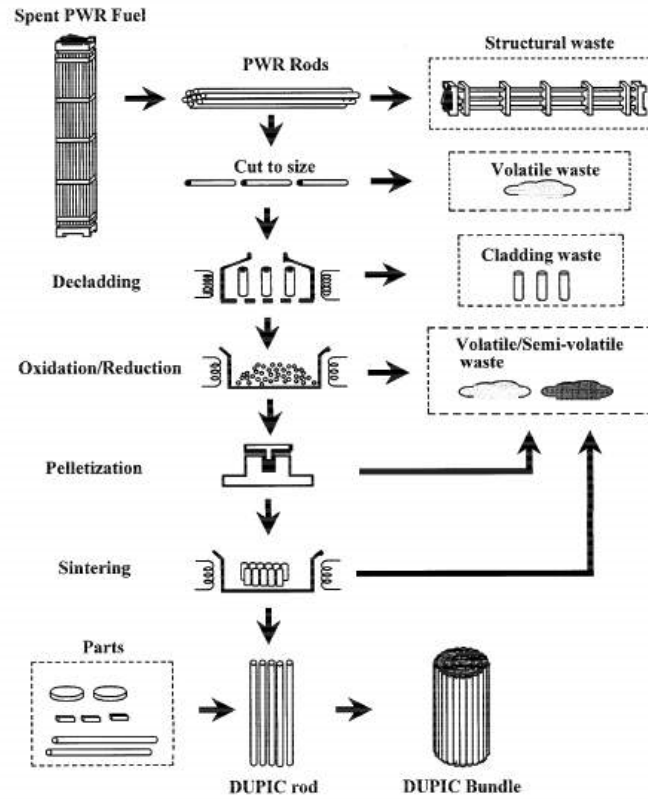 Spent PWR Fuel
PWR Rods
Structural waste
Cut to size
Volatile waste
Decladding
Cladding waste
Oxidation/Reduction
Volatile/Semi-volatile
waste
Pelletization
Sintering
Parts
DUPIC rod
DUPIC Bundle